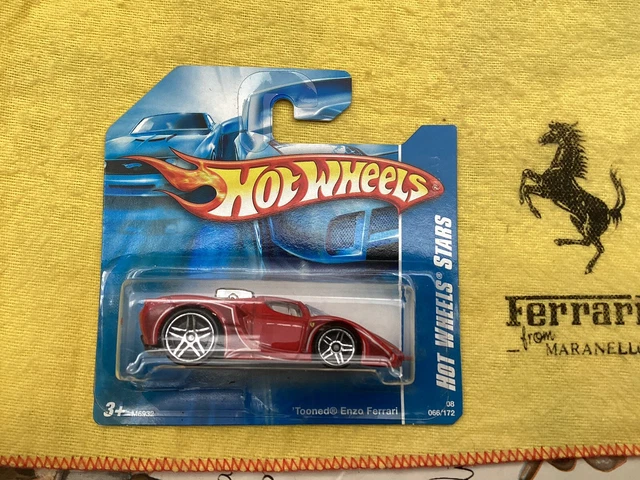 HOT WHEELS
HOT WHEELS® STARS
3+
'Tooned® Enzo Ferrari
08
066/172
Ferrari
from
MARANELLO